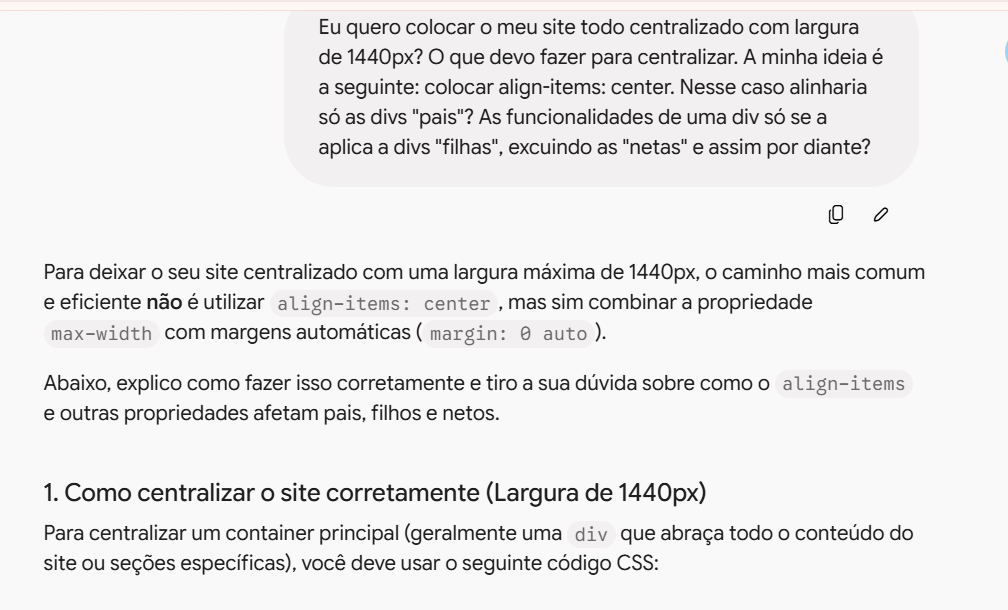 Eu quero colocar o meu site todo centralizado com largura
de 1440px? O que devo fazer para centralizar. A minha ideia é
a seguinte: colocar align-items: center. Nesse caso alinharia
só as divs "pais"? As funcionalidades de uma div só se a
aplica a divs "filhas", excuindo as "netas" e assim por diante?
Para deixar o seu site centralizado com uma largura máxima de 1440px, o caminho mais comum
e eficiente não é utilizar align-items: center, mas sim combinar a propriedade
max-width com margens automáticas (margin: 0 auto).
Abaixo, explico como fazer isso corretamente e tiro a sua dúvida sobre como o align-items
e outras propriedades afetam pais, filhos e netos.
1. Como centralizar o site corretamente (Largura de 1440px)
Para centralizar um container principal (geralmente uma div que abraça todo o conteúdo do
site ou seções específicas), você deve usar o seguinte código CSS: